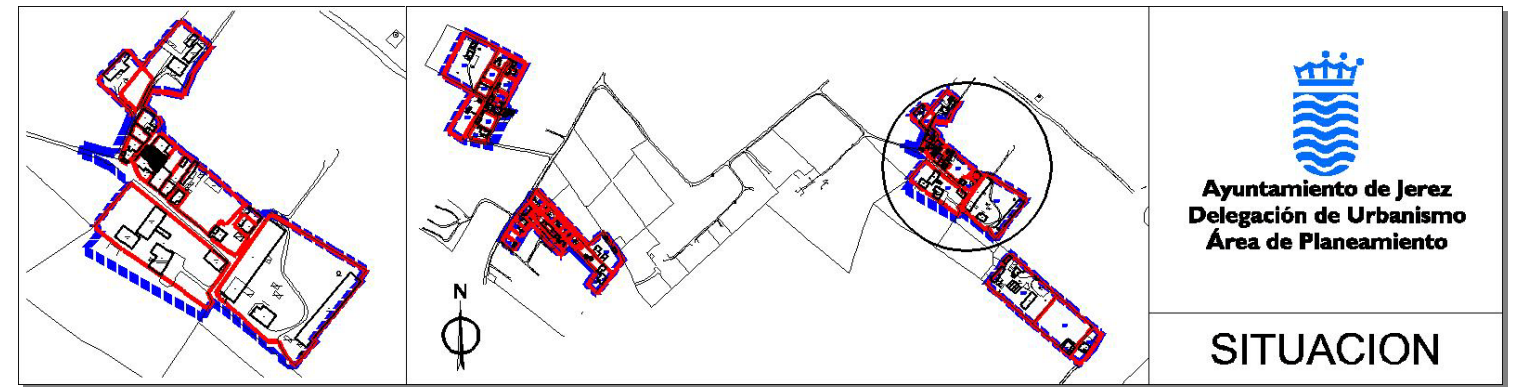 N
Ayuntamiento de Jerez
Delegación de Urbanismo
Área de Planeamiento
SITUACION